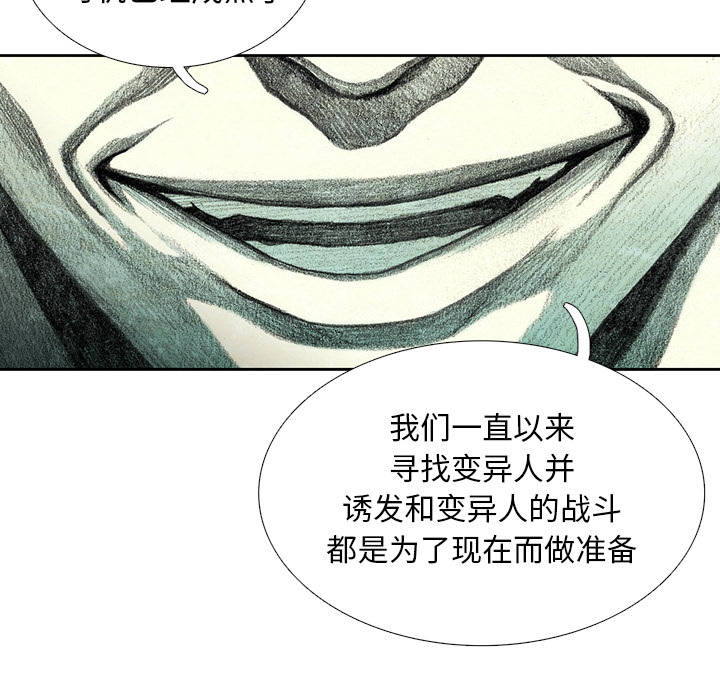 我们一直以来
寻找变异人并
诱发和变异人的战斗
都是为了现在而做准备